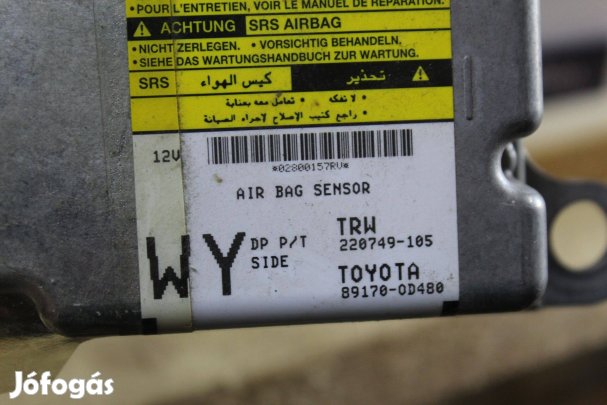 •POUR L'ENTRETIEN, VOIR LE MANUEL DE RÉPARATION.
ACHTUNG SRS AIRBAG
•NICHT ZERLEGEN. •VORSICHTIG BEHANDELN.
•SIEHE DAS WARTUNGSHANDBUCH ZUR WARTUNG.
SRS كيس الهواء تحذير
• لا تفكه • تعامل معه بعناية
• راجع كتيب الإصلاح لإجراء الصيانة
12V
*02800157RV*
AIR BAG SENSOR
WY DP P/T TRW
220749-105
SIDE
TOYOTA
89170-0D480
Jófogás